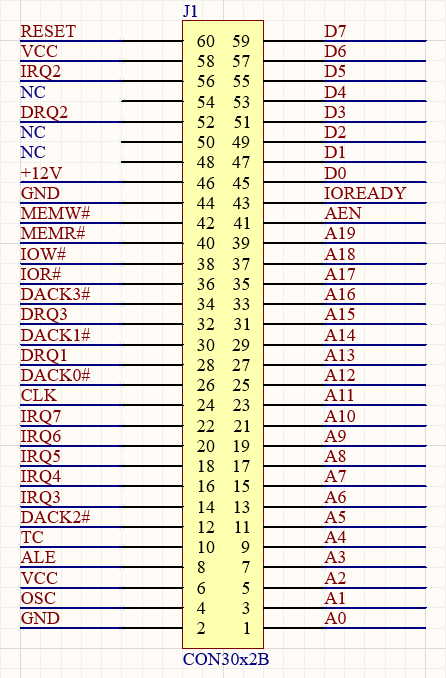 J1
RESET 60 59 D7
VCC 58 57 D6
IRQ2 56 55 D5
NC 54 53 D4
DRQ2 52 51 D3
NC 50 49 D2
NC 48 47 D1
+12V 46 45 D0
GND 44 43 IOREADY
MEMW# 42 41 AEN
MEMR# 40 39 A19
IOW# 38 37 A18
IOR# 36 35 A17
DACK3# 34 33 A16
DRQ3 32 31 A15
DACK1# 30 29 A14
DRQ1 28 27 A13
DACK0# 26 25 A12
CLK 24 23 A11
IRQ7 22 21 A10
IRQ6 20 19 A9
IRQ5 18 17 A8
IRQ4 16 15 A7
IRQ3 14 13 A6
DACK2# 12 11 A5
TC 10 9 A4
ALE 8 7 A3
VCC 6 5 A2
OSC 4 3 A1
GND 2 1 A0
CON30x2B